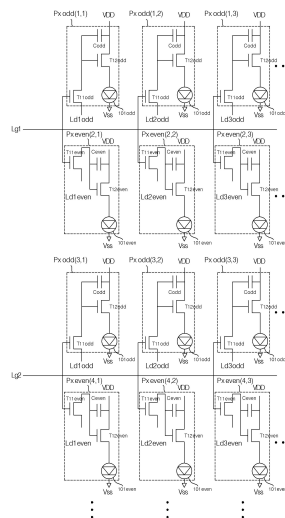 Px odd(1,1) VDD Px odd(1,2) VDD Px odd(1,3) VDD
Codd Codd Codd
T12odd T12odd T12odd
T11odd T11odd T11odd
101odd 101odd 101odd
Ld1odd Vss Ld2odd Vss Ld3odd Vss
Lg1
Px even(2,1) VDD Px even(2,2) VDD Px even(2,3) VDD
T11even Ceven T11even Ceven T11even Ceven
Ld1even T12even Ld2even T12even Ld3even T12even
Vss 101even Vss 101even Vss 101even
Px odd(3,1) VDD Px odd(3,2) VDD Px odd(3,3) VDD
Codd Codd Codd
T12odd T12odd T12odd
T11odd T11odd T11odd
101odd 101odd 101odd
Ld1odd Vss Ld2odd Vss Ld3odd Vss
Lg2
Px even(4,1) VDD Px even(4,2) VDD Px even(4,3) VDD
T11even Ceven T11even Ceven T11even Ceven
Ld1even T12even Ld2even T12even Ld3even T12even
Vss 101even Vss 101even Vss 101even